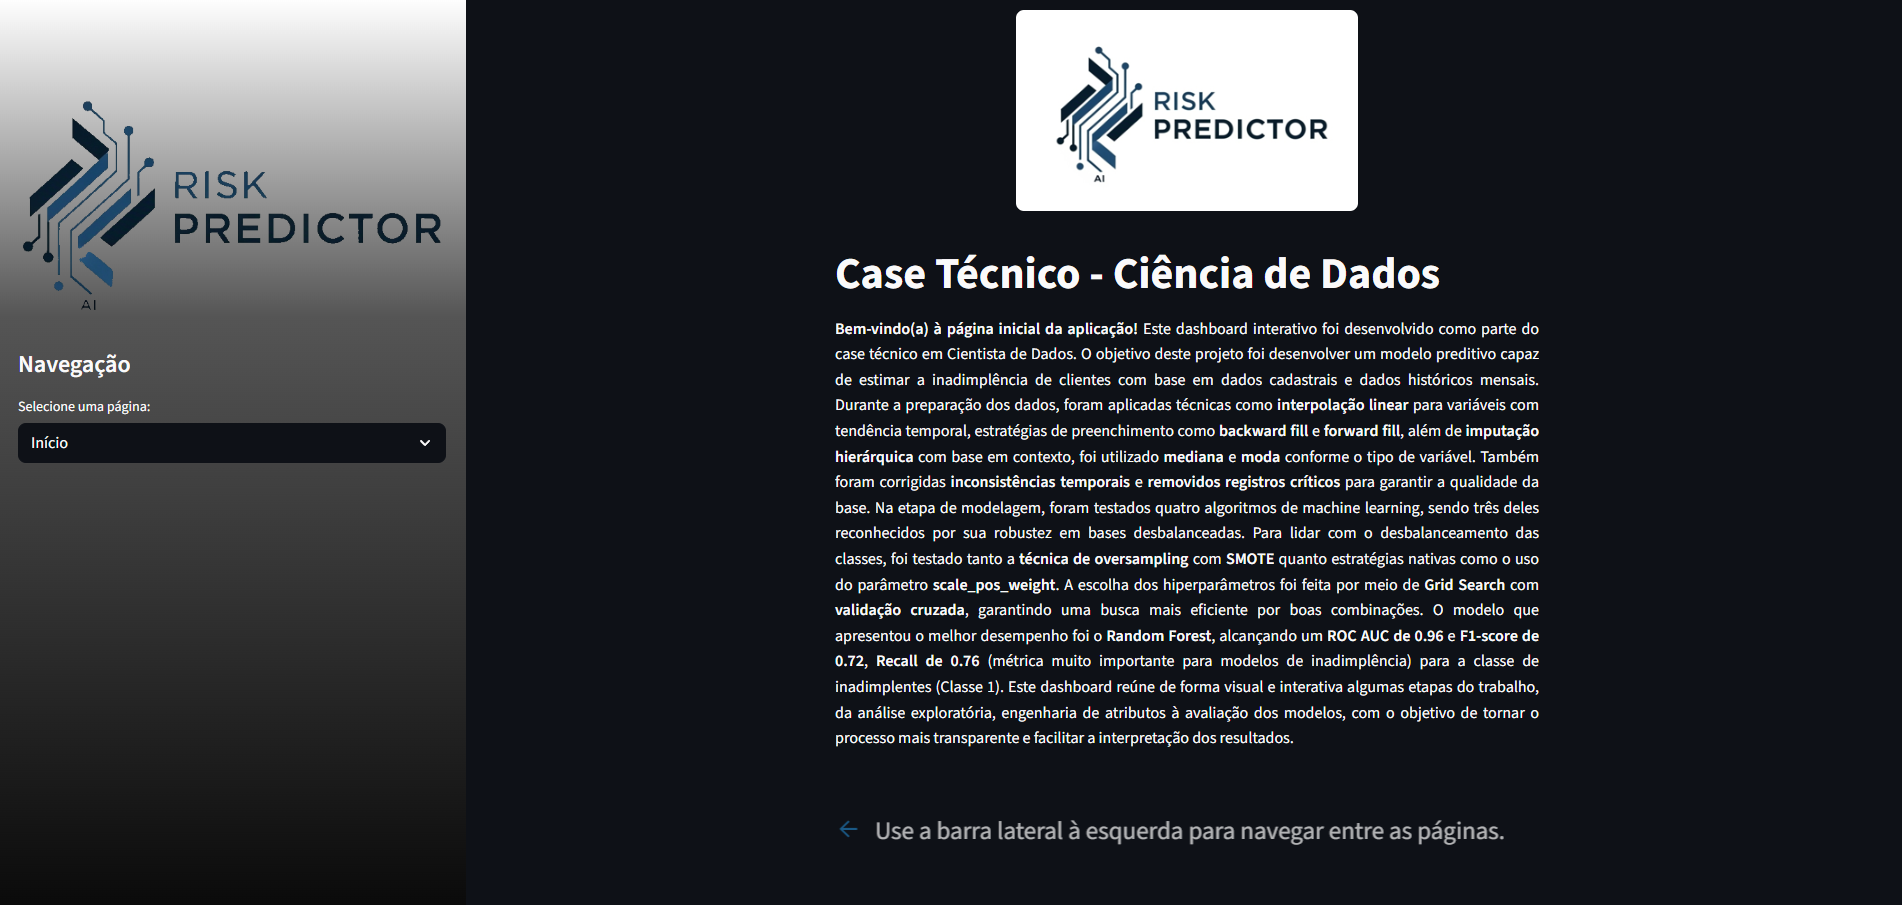 RISK
PREDICTOR
AI
Navegação
Selecione uma página:
Início
RISK
PREDICTOR
AI
Case Técnico - Ciência de Dados
Bem-vindo(a) à página inicial da aplicação! Este dashboard interativo foi desenvolvido como parte do
case técnico em Cientista de Dados. O objetivo deste projeto foi desenvolver um modelo preditivo capaz
de estimar a inadimplência de clientes com base em dados cadastrais e dados históricos mensais.
Durante a preparação dos dados, foram aplicadas técnicas como interpolação linear para variáveis com
tendência temporal, estratégias de preenchimento como backward fill e forward fill, além de imputação
hierárquica com base em contexto, foi utilizado mediana e moda conforme o tipo de variável. Também
foram corrigidas inconsistências temporais e removidos registros críticos para garantir a qualidade da
base. Na etapa de modelagem, foram testados quatro algoritmos de machine learning, sendo três deles
reconhecidos por sua robustez em bases desbalanceadas. Para lidar com o desbalanceamento das
classes, foi testado tanto a técnica de oversampling com SMOTE quanto estratégias nativas como o uso
do parâmetro scale_pos_weight. A escolha dos hiperparâmetros foi feita por meio de Grid Search com
validação cruzada, garantindo uma busca mais eficiente por boas combinações. O modelo que
apresentou o melhor desempenho foi o Random Forest, alcançando um ROC AUC de 0.96 e F1-score de
0.72, Recall de 0.76 (métrica muito importante para modelos de inadimplência) para a classe de
inadimplentes (Classe 1). Este dashboard reúne de forma visual e interativa algumas etapas do trabalho,
da análise exploratória, engenharia de atributos à avaliação dos modelos, com o objetivo de tornar o
processo mais transparente e facilitar a interpretação dos resultados.
Use a barra lateral à esquerda para navegar entre as páginas.